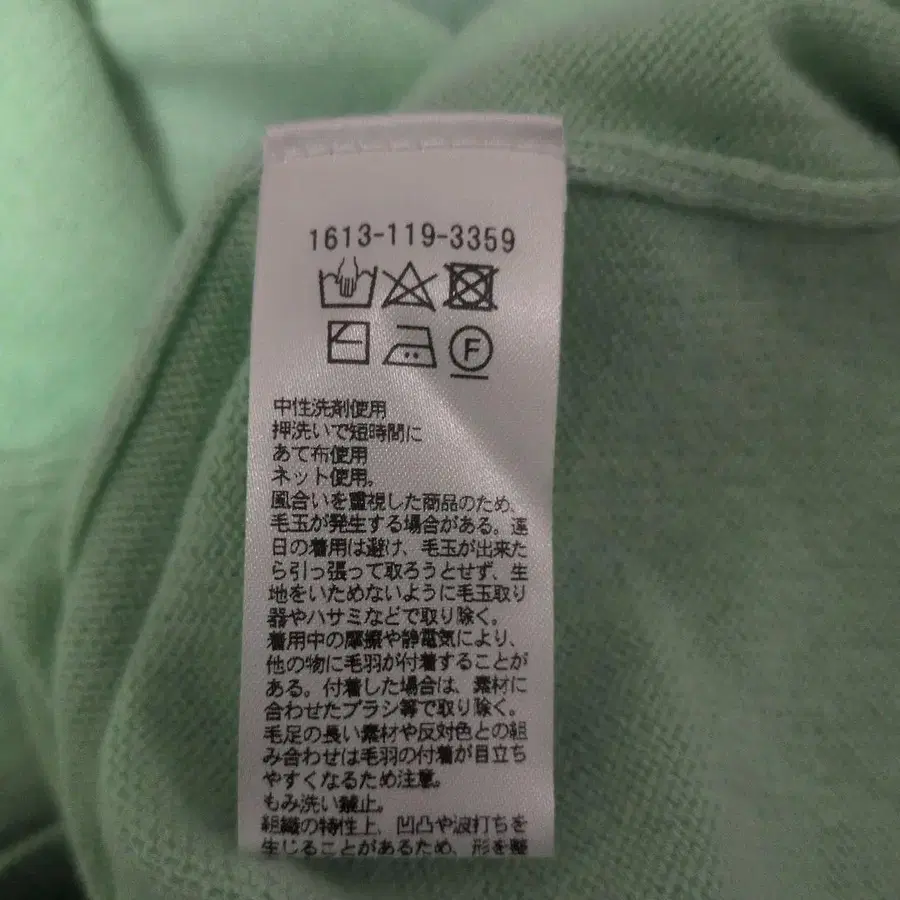 1613-119-3359
F
中性洗剤使用
押洗いで短時間に
あて布使用
ネット使用。
風合いを重視した商品のため、
毛玉が発生する場合がある。連
日の着用は避け、毛玉が出来た
ら引っ張って取ろうとせず、生
地をいためないように毛玉取り
器やハサミなどで取り除く。
着用中の摩擦や静電気により、
他の物に毛羽が付着することが
ある。付着した場合は、素材に
合わせたブラシ等で取り除く。
毛足の長い素材や反対色との組
み合わせは毛羽の付着が目立ち
やすくなるため注意。
もみ洗い禁止。
組織の特性上、凹凸や波打ちを
生じることがあるため、形を整